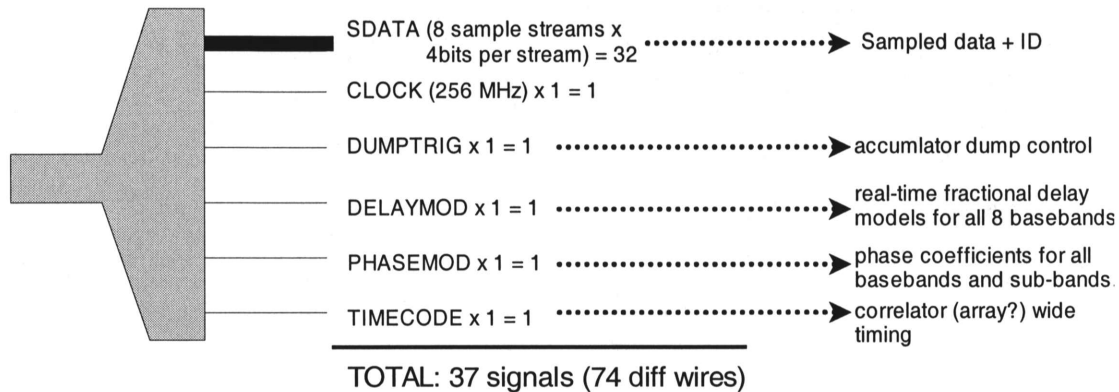 SDATA (8 sample streams x
4bits per stream) = 32
Sampled data + ID
CLOCK (256 MHz) x 1 = 1
DUMPTRIG x 1 = 1
accumlator dump control
DELAYMOD x 1 = 1
real-time fractional delay
models for all 8 basebands
PHASEMOD x 1 = 1
phase coefficients for all
basebands and sub-bands.
TIMECODE x 1 = 1
correlator (array?) wide
timing
TOTAL: 37 signals (74 diff wires)